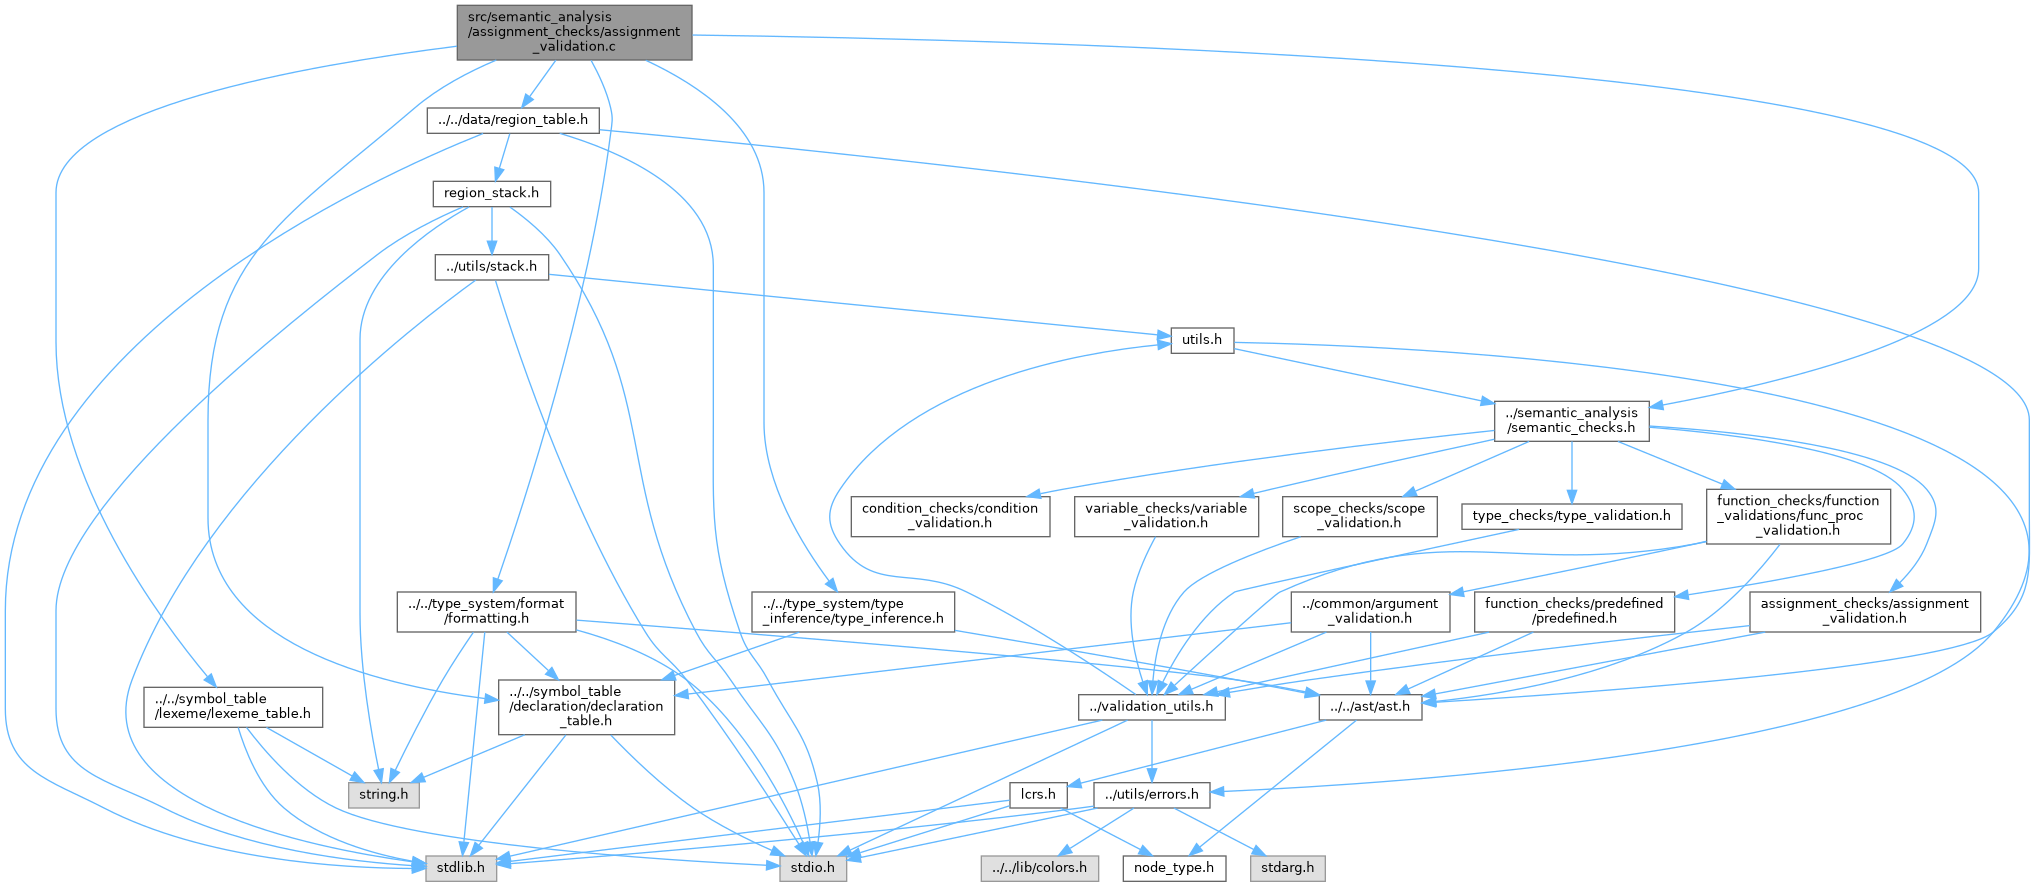 src/semantic_analysis
/assignment_checks/assignment
_validation.c
../../data/region_table.h
region_stack.h
../utils/stack.h
utils.h
../semantic_analysis
/semantic_checks.h
condition_checks/condition
_validation.h
variable_checks/variable
_validation.h
scope_checks/scope
_validation.h
type_checks/type_validation.h
function_checks/function
_validations/func_proc
_validation.h
../../type_system/format
/formatting.h
../../type_system/type
_inference/type_inference.h
../common/argument
_validation.h
function_checks/predefined
/predefined.h
assignment_checks/assignment
_validation.h
../../symbol_table
/lexeme/lexeme_table.h
../../symbol_table
/declaration/declaration
_table.h
../validation_utils.h
../../ast/ast.h
string.h
lcrs.h
../utils/errors.h
stdlib.h
stdio.h
../../lib/colors.h
node_type.h
stdarg.h